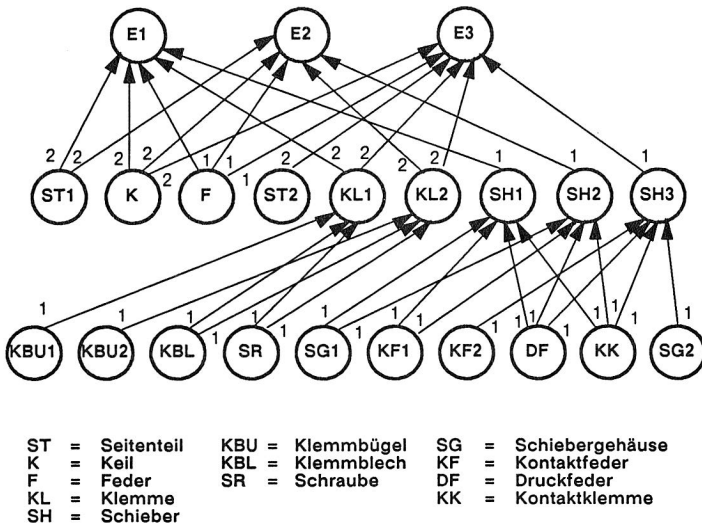 E1 E2 E3
2 2 2 2 2 1 1 1 2 2 2 2 2 1 1 1
ST1 K F ST2 KL1 KL2 SH1 SH2 SH3
1 1 1 1 1 1 1 1 1 1 1 1 1 1 1 1 1 1 1
KBU1 KBU2 KBL SR SG1 KF1 KF2 DF KK SG2
ST = Seitenteil KBU = Klemmbügel SG = Schiebergehäuse
K = Keil KBL = Klemmblech KF = Kontaktfeder
F = Feder SR = Schraube DF = Druckfeder
KL = Klemme KK = Kontaktklemme
SH = Schieber